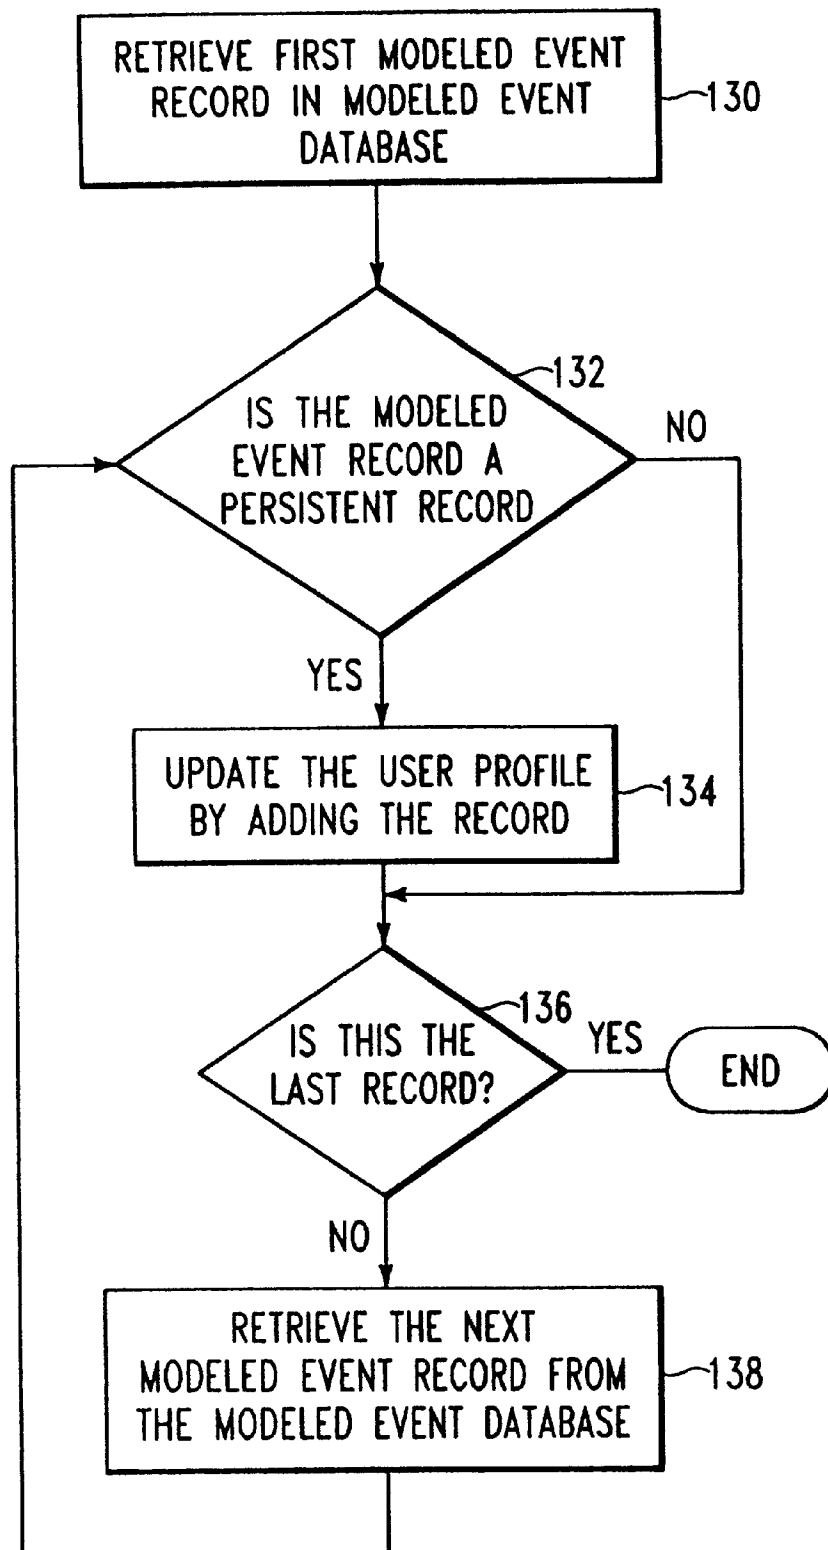 RETRIEVE FIRST MODELED EVENT
RECORD IN MODELED EVENT
DATABASE
130
132
IS THE MODELED
EVENT RECORD A
PERSISTENT RECORD
NO
YES
UPDATE THE USER PROFILE
BY ADDING THE RECORD
134
136
IS THIS THE
LAST RECORD?
YES
END
NO
RETRIEVE THE NEXT
MODELED EVENT RECORD FROM
THE MODELED EVENT DATABASE
138